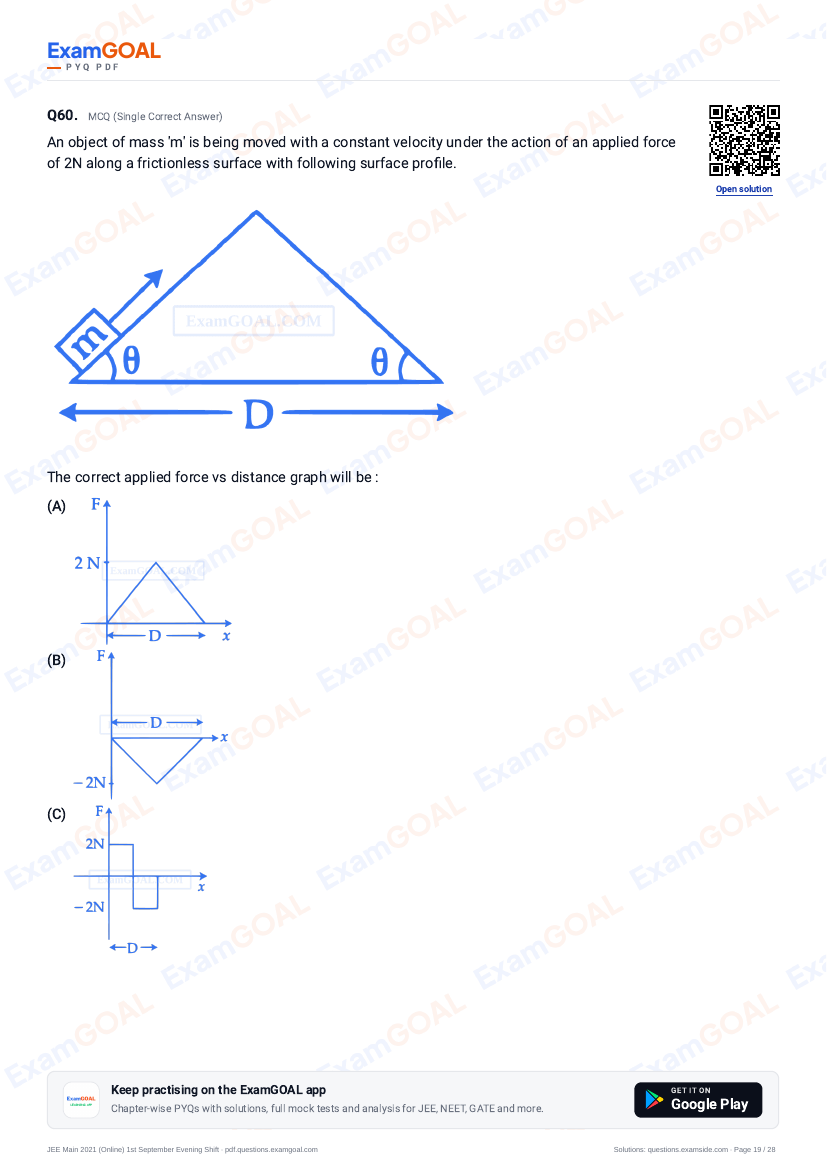 ExamGOAL
PYQ PDF
Q60. MCQ (Single Correct Answer)
An object of mass 'm' is being moved with a constant velocity under the action of an applied force
of 2N along a frictionless surface with following surface profile.
Open solution
ExamGOAL.COM
m
θ
θ
D
The correct applied force vs distance graph will be :
(A)
F
2 N
D
x
(B)
F
D
x
− 2N
(C)
F
2N
x
− 2N
D
Keep practising on the ExamGOAL app
Chapter-wise PYQs with solutions, full mock tests and analysis for JEE, NEET, GATE and more.
GET IT ON
Google Play
JEE Main 2021 (Online) 1st September Evening Shift · pdf.questions.examgoal.com
Solutions: questions.examside.com · Page 19 / 28